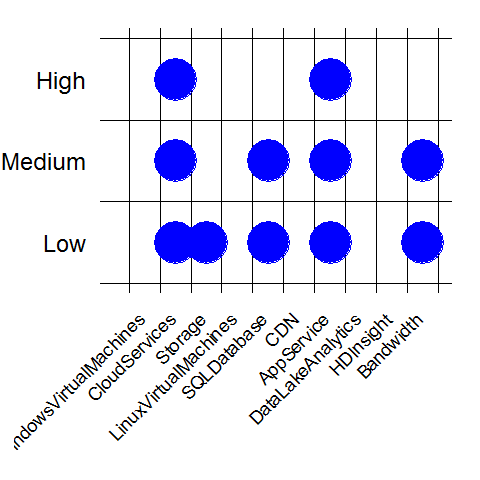 High
Medium
Low
ndowsVirtualMachines
CloudServices
Storage
LinuxVirtualMachines
SQLDatabase
CDN
AppService
DataLakeAnalytics
HDInsight
Bandwidth